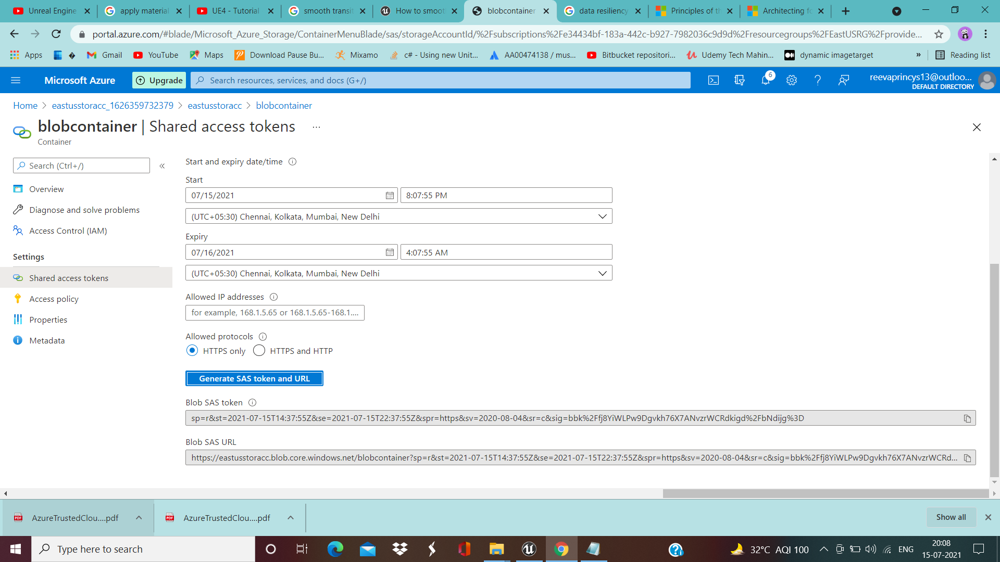 Unreal Engine
apply material
UE4 - Tutorial
smooth transit
How to smoot
blobcontainer
data resiliency
Principles of th
Architecting fo
portal.azure.com/#blade/Microsoft_Azure_Storage/ContainerMenuBlade/sas/storageAccountId/%2Fsubscriptions%2Fe34434bf-183a-442c-b927-7982036c9d9d%2Fresourcegroups%2FEastUSRG%2Fprovide...
Apps
Gmail
YouTube
Maps
Download Pause Bu...
Mixamo
c# - Using new Unit...
AA00474138 / mus...
Bitbucket repositori...
Udemy Tech Mahin...
dynamic imagetarget
»
Reading list
Microsoft Azure
Upgrade
Search resources, services, and docs (G+/)
6
reevaprincys13@outloo...
DEFAULT DIRECTORY
Home > eastusstoracc_1626359732379 > eastusstoracc > blobcontainer
blobcontainer | Shared access tokens ...
Container
Search (Ctrl+/)
«
Overview
Diagnose and solve problems
Access Control (IAM)
Settings
Shared access tokens
Access policy
Properties
Metadata
Start and expiry date/time
Start
07/15/2021
8:07:55 PM
(UTC+05:30) Chennai, Kolkata, Mumbai, New Delhi
Expiry
07/16/2021
4:07:55 AM
(UTC+05:30) Chennai, Kolkata, Mumbai, New Delhi
Allowed IP addresses
for example, 168.1.5.65 or 168.1.5.65-168.1....
Allowed protocols
HTTPS only
HTTPS and HTTP
Generate SAS token and URL
Blob SAS token
sp=r&st=2021-07-15T14:37:55Z&se=2021-07-15T22:37:55Z&spr=https&sv=2020-08-04&sr=c&sig=bbk%2Ffj8YiWLPw9Dgvkh76X7ANvzrWCRdkigd%2FbNdijg%3D
Blob SAS URL
https://eastusstoracc.blob.core.windows.net/blobcontainer?sp=r&st=2021-07-15T14:37:55Z&se=2021-07-15T22:37:55Z&spr=https&sv=2020-08-04&sr=c&sig=bbk%2Ffj8YiWLPw9Dgvkh76X7ANvzrWCRd...
AzureTrustedClou....pdf
AzureTrustedClou....pdf
Show all
Type here to search
32°C AQI 100
ENG
20:08
15-07-2021